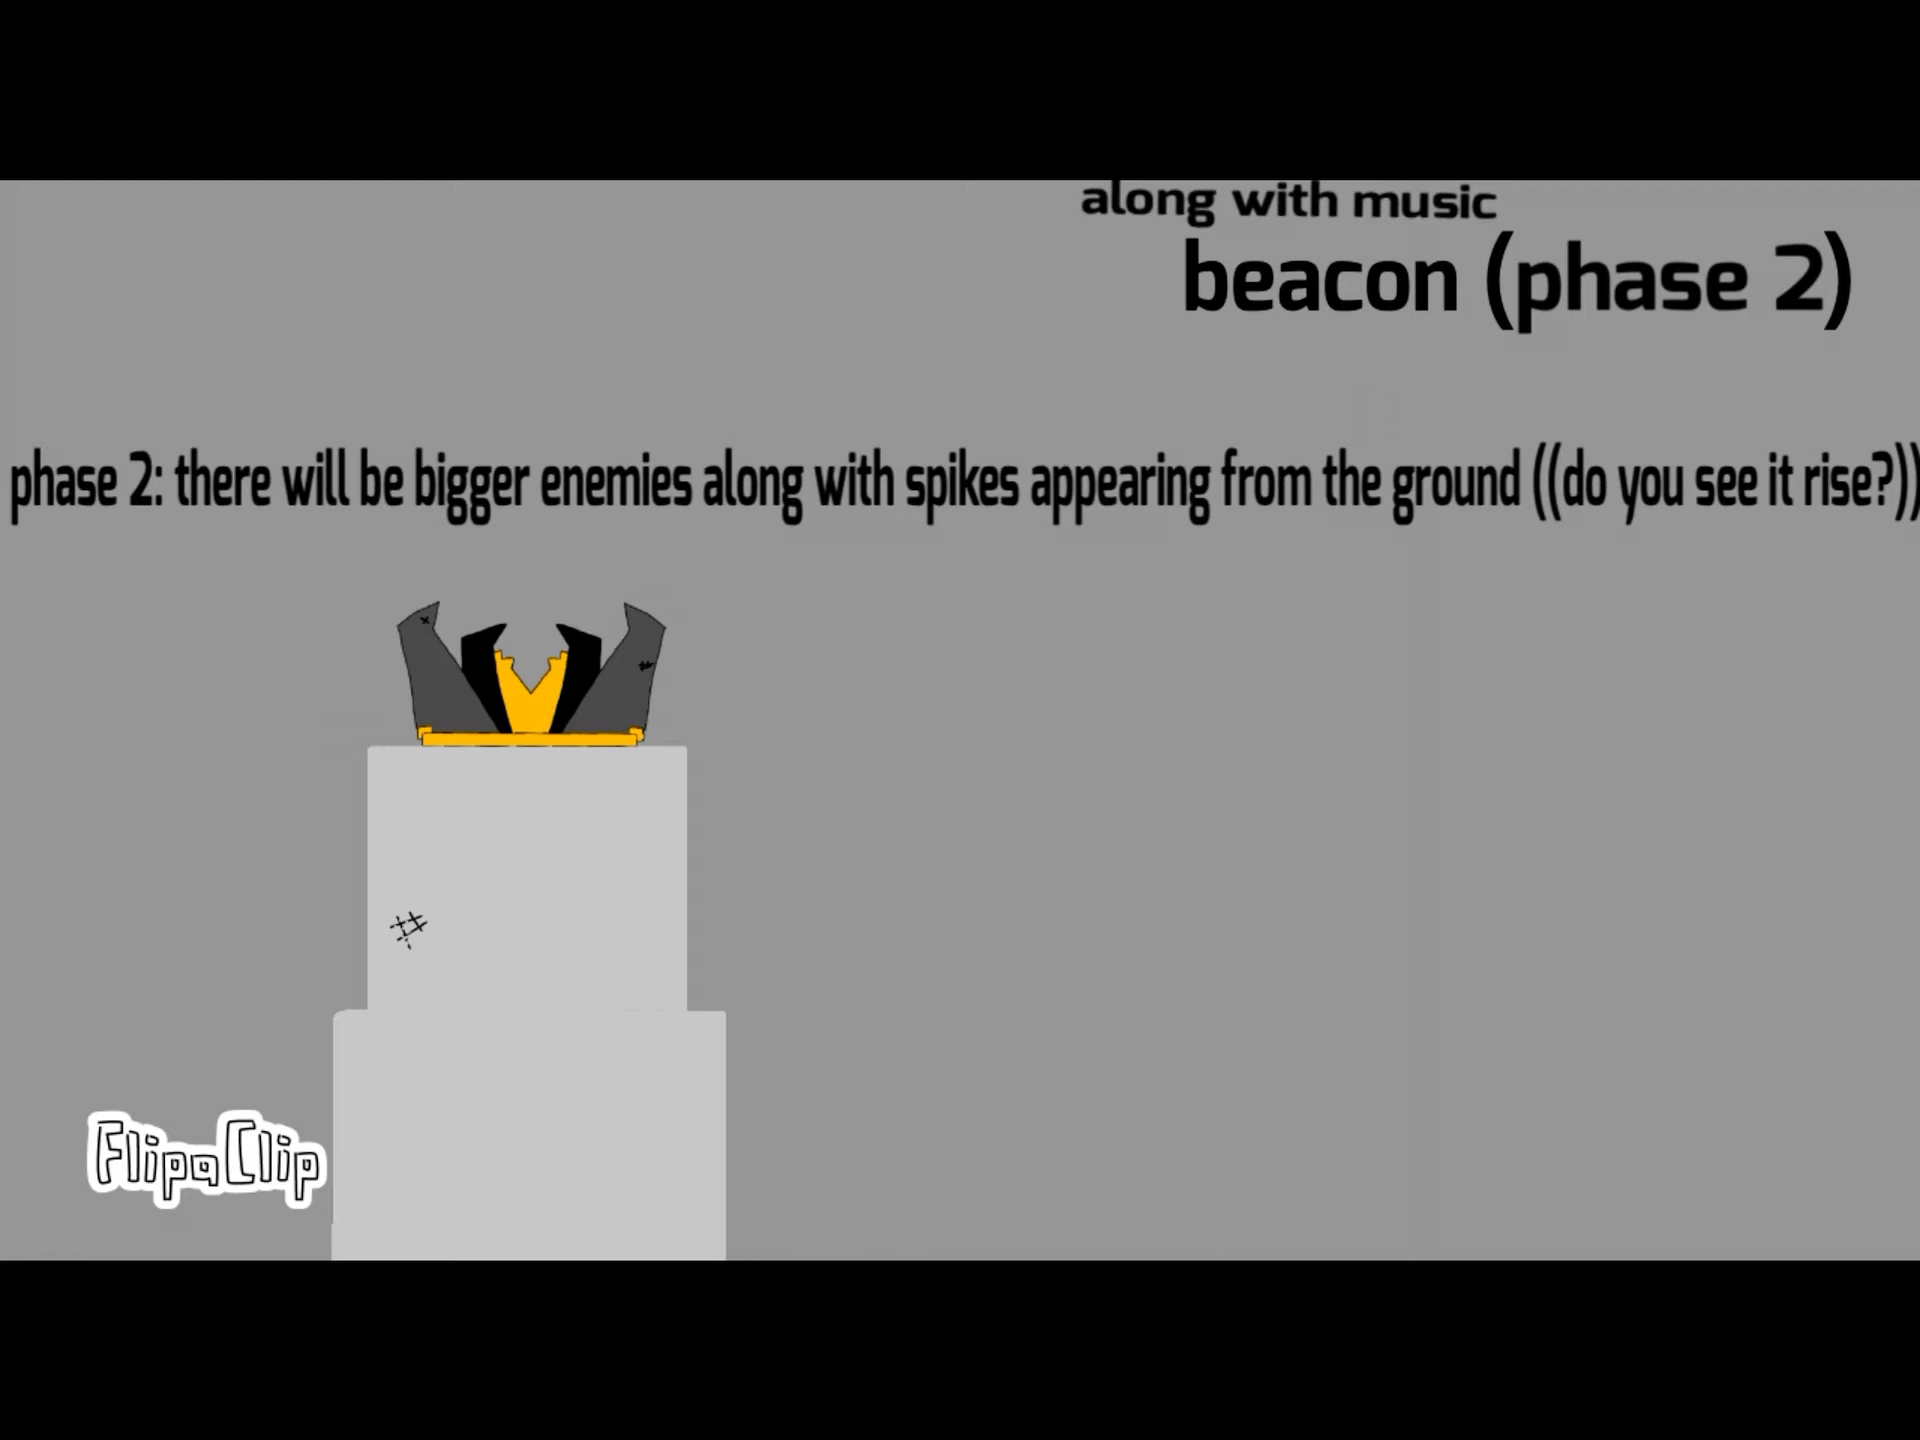 along with music
beacon (phase 2)
phase 2: there will be bigger enemies along with spikes appearing from the ground ((do you see it rise?))
FlipaClip